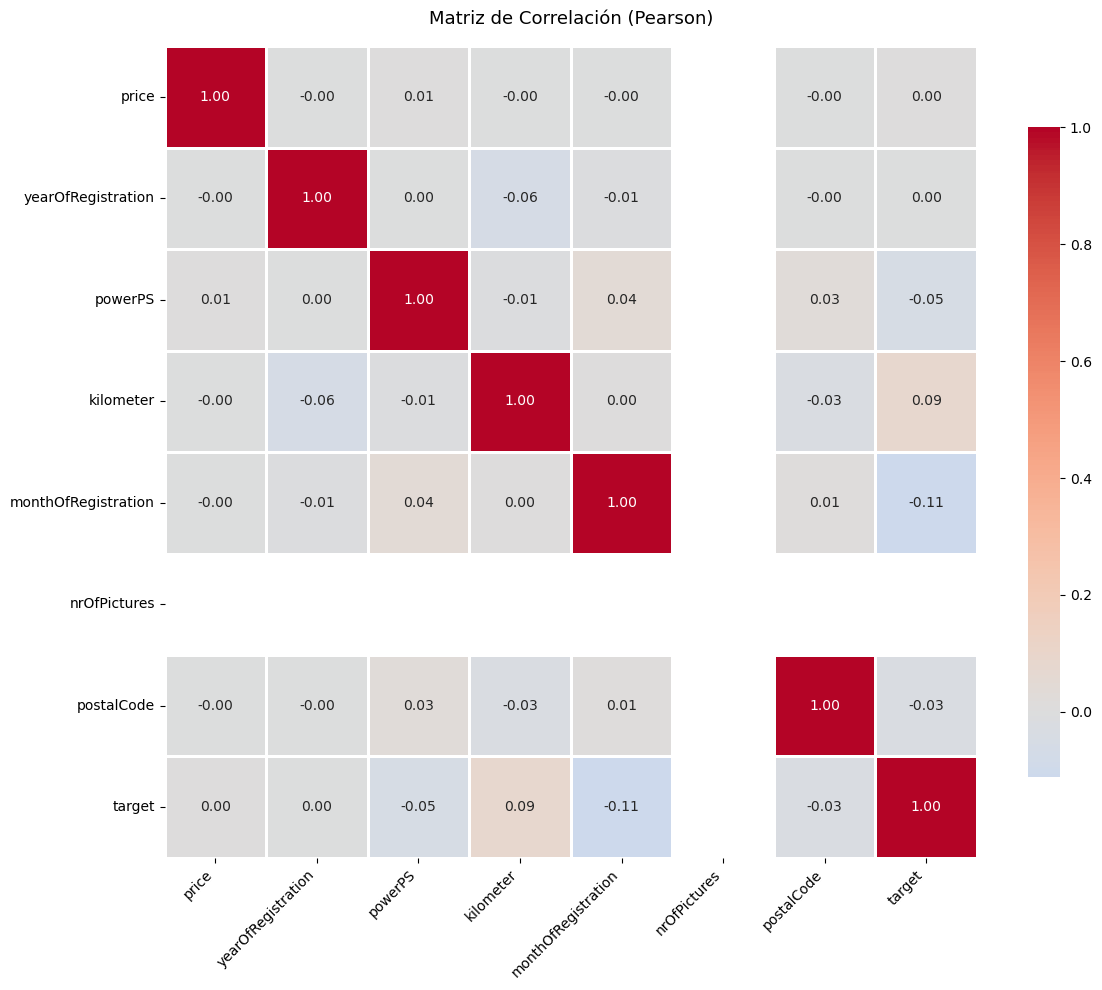 Matriz de Correlación (Pearson)
price 1.00 -0.00 0.01 -0.00 -0.00 -0.00 0.00
yearOfRegistration -0.00 1.00 0.00 -0.06 -0.01 -0.00 0.00
powerPS 0.01 0.00 1.00 -0.01 0.04 0.03 -0.05
kilometer -0.00 -0.06 -0.01 1.00 0.00 -0.03 0.09
monthOfRegistration -0.00 -0.01 0.04 0.00 1.00 0.01 -0.11
nrOfPictures
postalCode -0.00 -0.00 0.03 -0.03 0.01 1.00 -0.03
target 0.00 0.00 -0.05 0.09 -0.11 -0.03 1.00
price yearOfRegistration powerPS kilometer monthOfRegistration nrOfPictures postalCode target
1.0
0.8
0.6
0.4
0.2
0.0